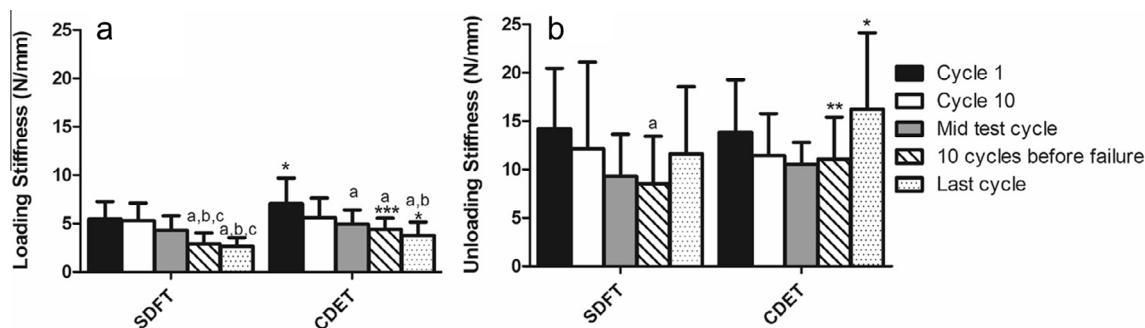 a
Loading Stiffness (N/mm)
25
20
15
10
5
0
a,b,c
a,b,c
*
a
a
***
a,b
*
SDFT
CDET
b
Unloading Stiffness (N/mm)
25
20
15
10
5
0
a
**
*
SDFT
CDET
Cycle 1
Cycle 10
Mid test cycle
10 cycles before failure
Last cycle